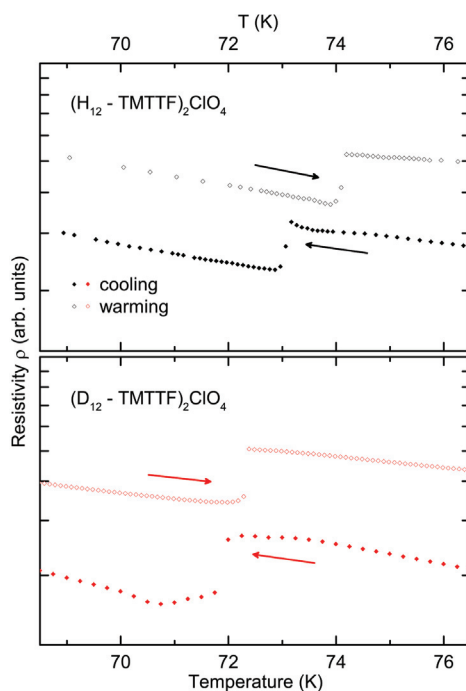 T (K)
70 72 74 76
(H₁₂ - TMTTF)₂ClO₄
cooling
warming
Resistivity ρ (arb. units)
(D₁₂ - TMTTF)₂ClO₄
70 72 74 76
Temperature (K)